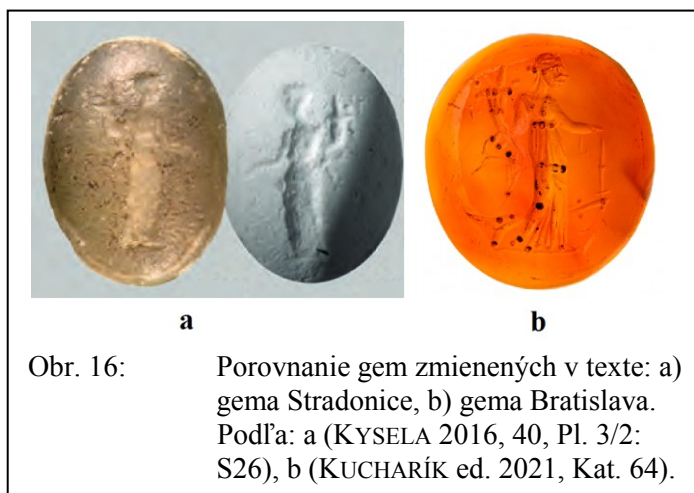 a
b
Obr. 16: Porovnanie gem zmienených v texte: a)
gema Stradonice, b) gema Bratislava.
Podľa: a (KYSELA 2016, 40, Pl. 3/2:
S26), b (KUCHARÍK ed. 2021, Kat. 64).